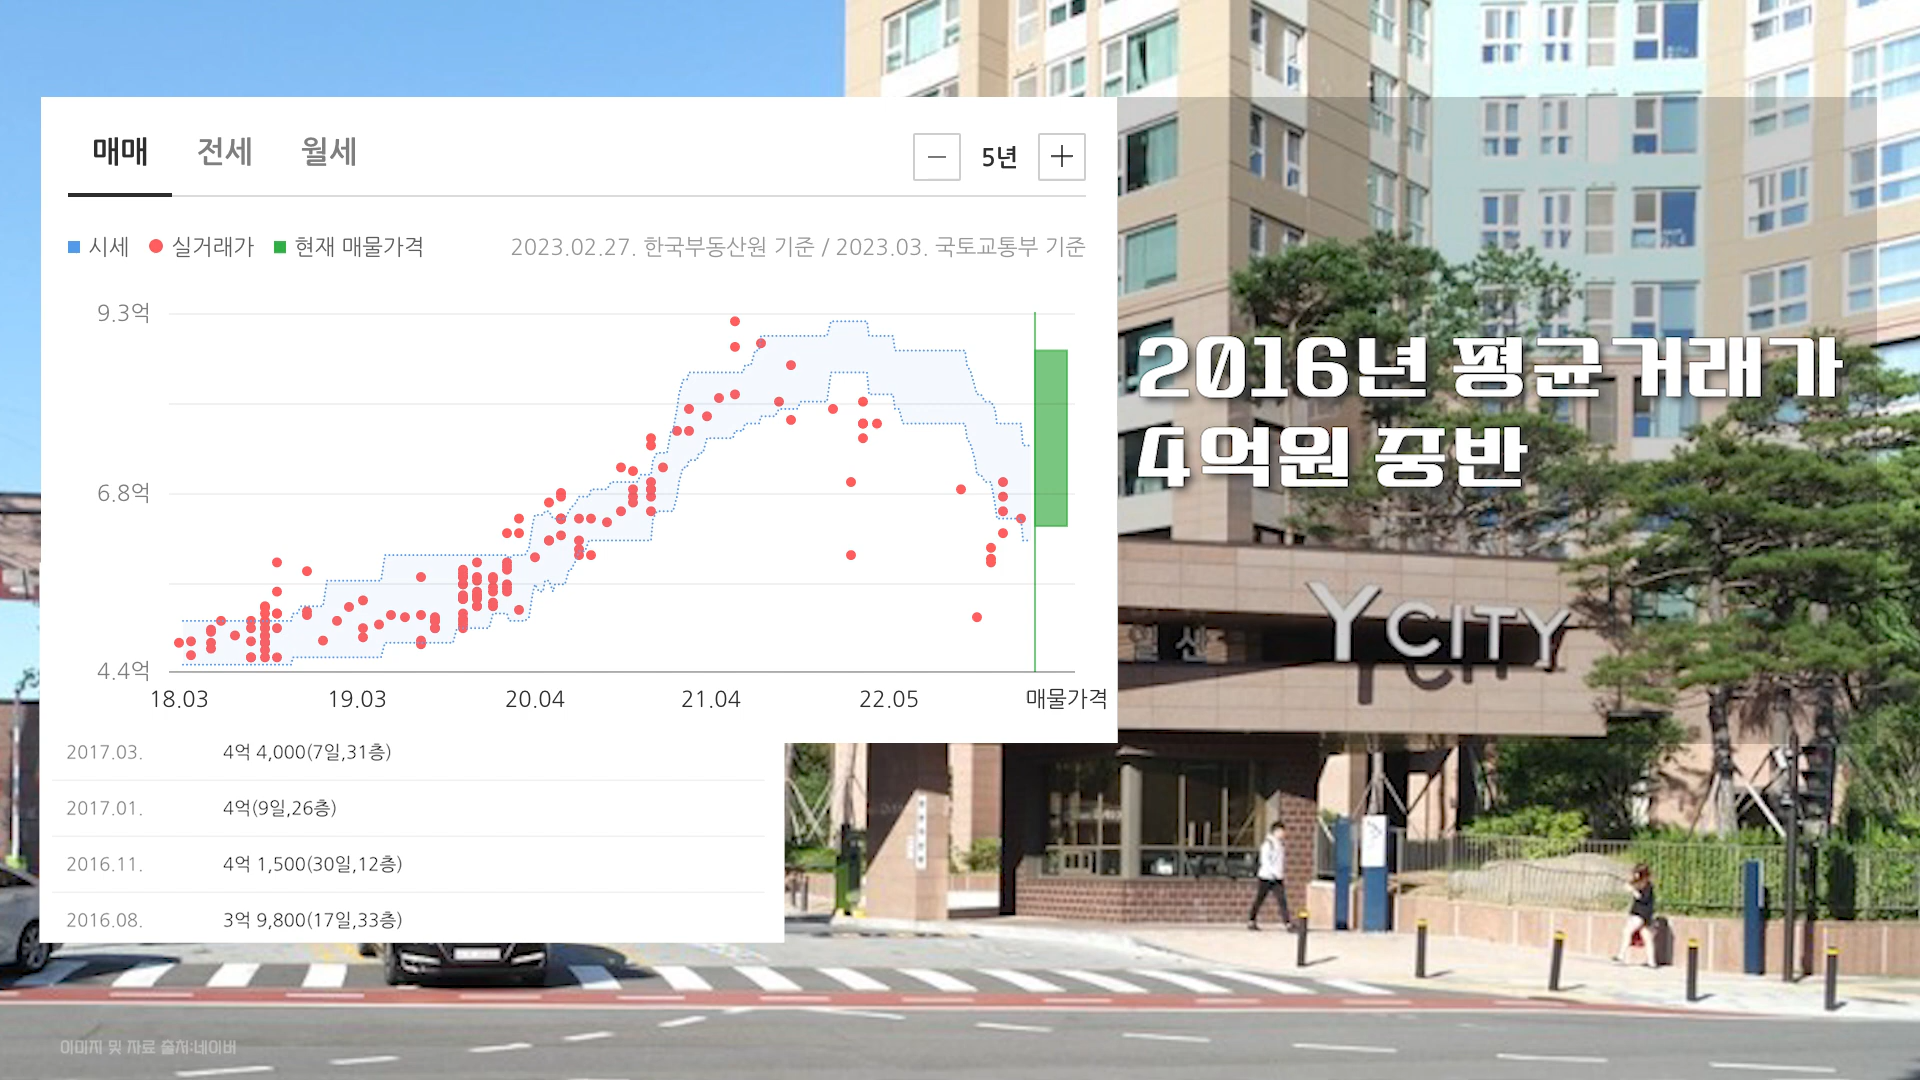 매매 전세 월세
5년
시세 실거래가 현재 매물가격
2023.02.27. 한국부동산원 기준 / 2023.03. 국토교통부 기준
9.3억
6.8억
4.4억
18.03 19.03 20.04 21.04 22.05 매물가격
2017.03. 4억 4,000(7일,31층)
2017.01. 4억(9일,26층)
2016.11. 4억 1,500(30일,12층)
2016.08. 3억 9,800(17일,33층)
2016년 평균거래가
4억원 중반
일산 Y CITY
이미지 및 자료 출처:네이버